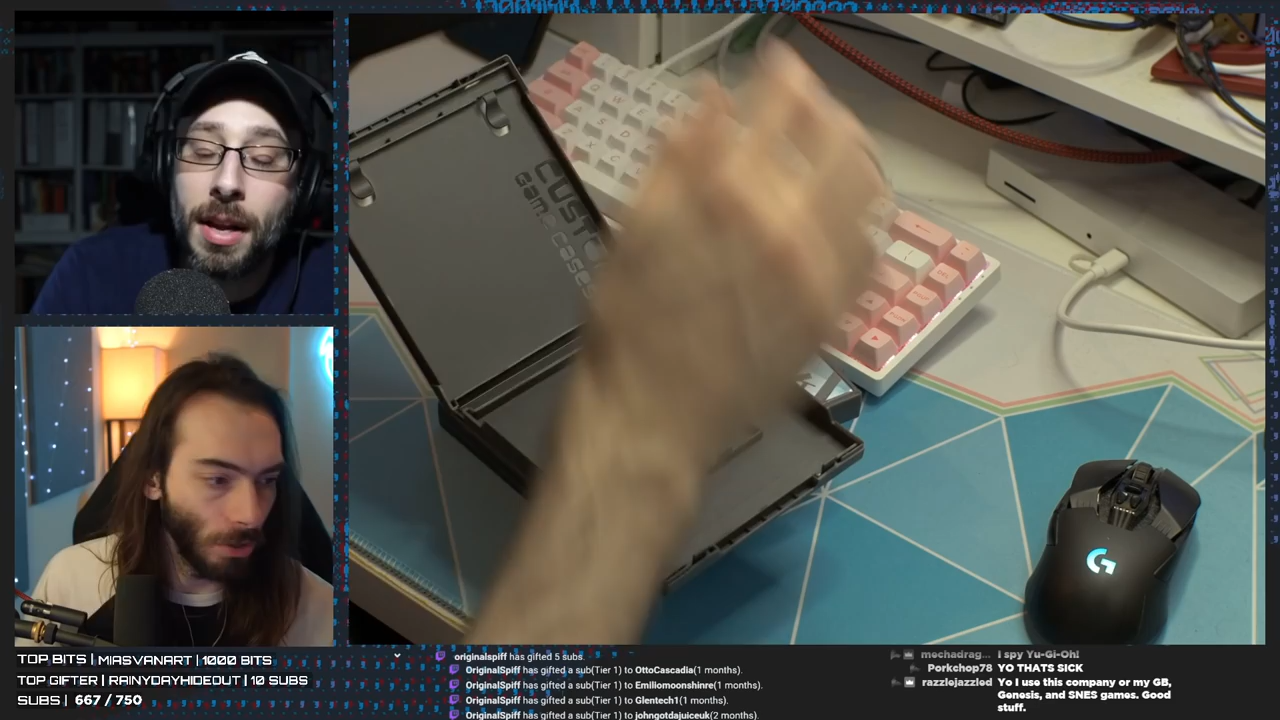 CUSTO
Game Cases
TOP BITS | MIASVANART | 1000 BITS
TOP GIFTER | RAINYDAYHIDEOUT | 10 SUBS
SUBS | 667 / 750
originalspiff has gifted 5 subs.
OriginalSpiff has gifted a sub(Tier 1) to OttoCascadia(1 months).
OriginalSpiff has gifted a sub(Tier 1) to Emiliomoonshinre(1 months).
OriginalSpiff has gifted a sub(Tier 1) to Glentech1(1 months).
OriginalSpiff has gifted a sub(Tier 1) to johngotdajuiceuk(2 months).
mechadrag... I spy Yu-Gi-Oh!
Porkchop78 YO THATS SICK
razzlejazzled Yo I use this company or my GB,
Genesis, and SNES games. Good
stuff.